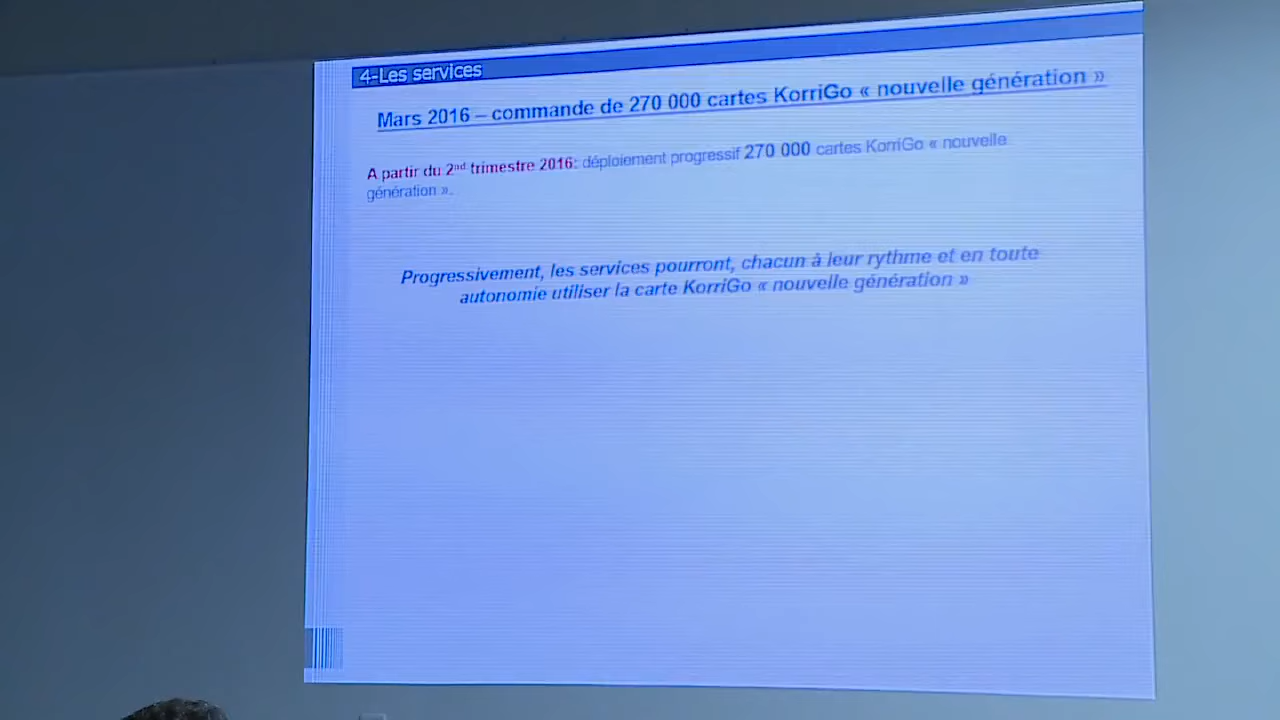 4-Les services
Mars 2016 – commande de 270 000 cartes KorriGo « nouvelle génération »
A partir du 2nd trimestre 2016: déploiement progressif 270 000 cartes KorriGo « nouvelle
génération ».
Progressivement, les services pourront, chacun à leur rythme et en toute
autonomie utiliser la carte KorriGo « nouvelle génération »